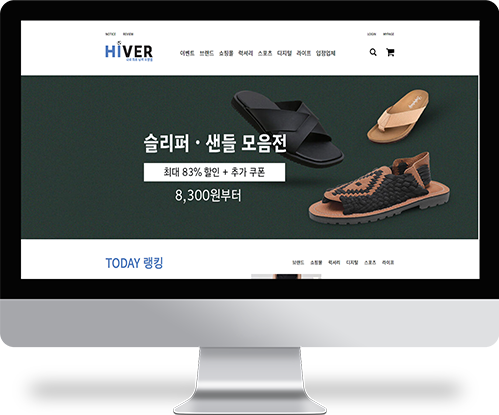 NOTICE REVIEW LOGIN MYPAGE
HIVER
이벤트 브랜드 쇼핑몰 럭셔리 스포츠 디지털 라이프 입점업체
슬리퍼 · 샌들 모음전
최대 83% 할인 + 추가 쿠폰
8,300원부터
TODAY 랭킹
브랜드 쇼핑몰 럭셔리 디지털 스포츠 라이프